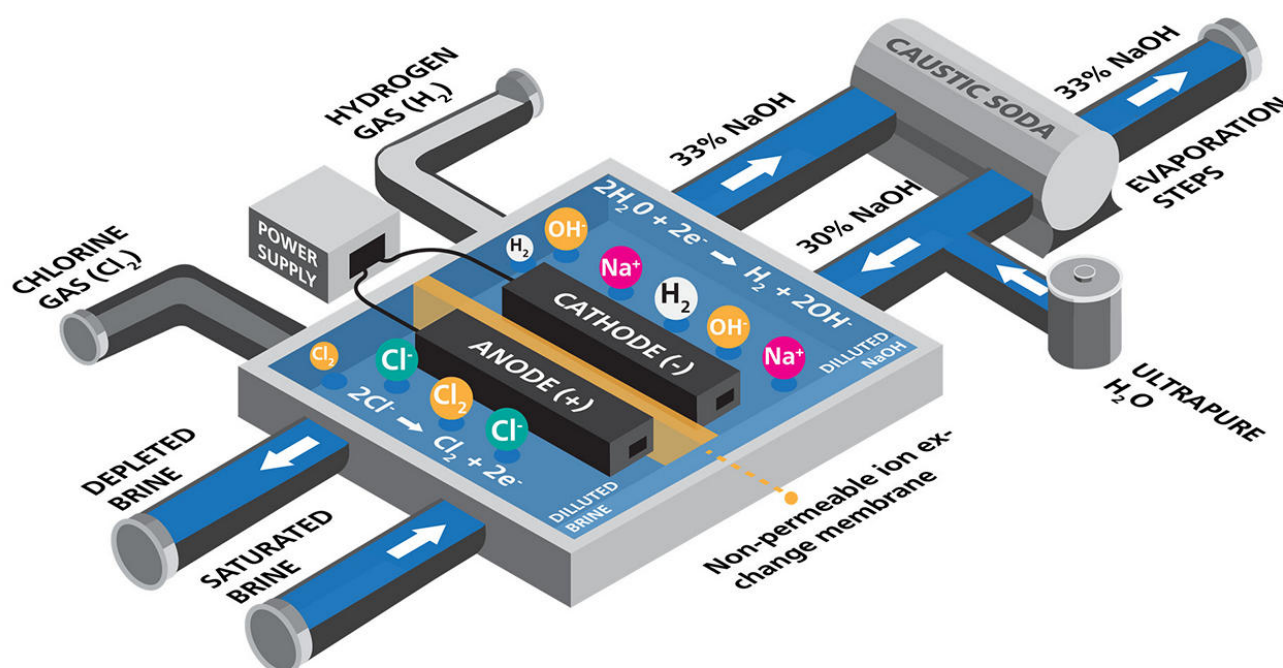 HYDROGEN
GAS (H₂)
CHLORINE
GAS (Cl₂)
POWER
SUPPLY
33% NaOH
CAUSTIC SODA
33% NaOH
EVAPORATION
STEPS
30% NaOH
ULTRAPURE
H₂O
2H₂0 + 2e⁻ → H₂ + 2OH⁻
H₂
OH⁻
Na⁺
H₂
OH⁻
Na⁺
DILLUTED
NaOH
CATHODE (-)
ANODE (+)
Cl₂
Cl⁻
Cl₂
Cl⁻
2Cl⁻ → Cl₂ + 2e⁻
DILLUTED
BRINE
DEPLETED
BRINE
SATURATED
BRINE
Non-permeable ion ex-
change membrane